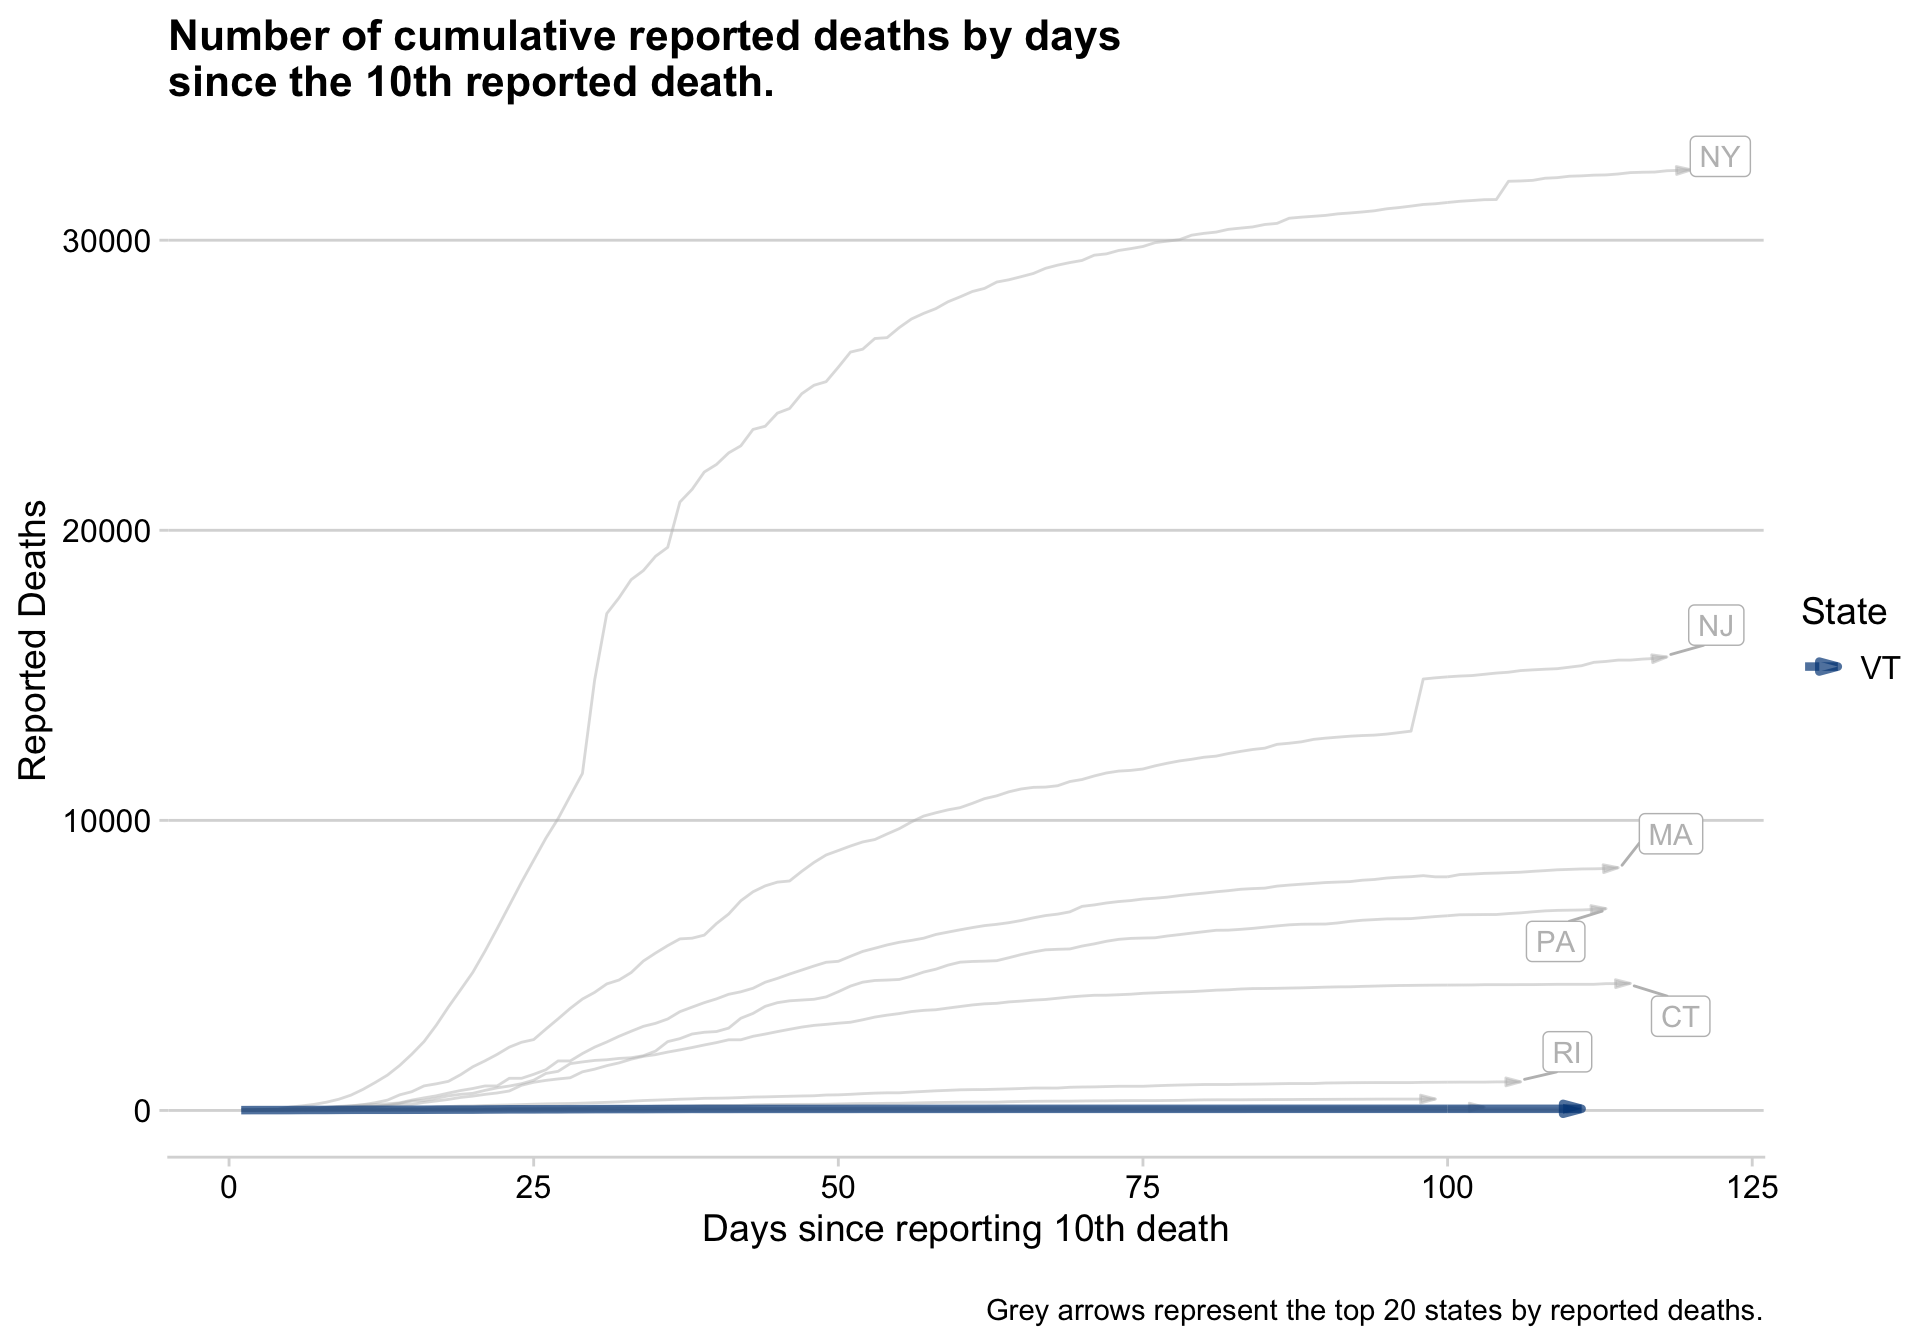 Number of cumulative reported deaths by days
since the 10th reported death.
NY
30000
20000
Reported Deaths
NJ
State
VT
10000
MA
PA
CT
RI
0
0 25 50 75 100 125
Days since reporting 10th death
Grey arrows represent the top 20 states by reported deaths.